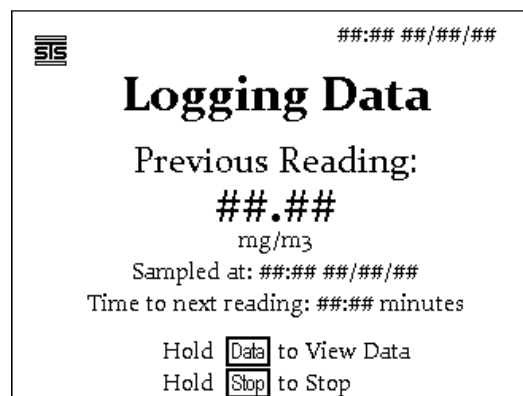 ##:## ##/##/##
STS
Logging Data
Previous Reading:
##.##
mg/m3
Sampled at: ##:## ##/##/##
Time to next reading: ##:## minutes
Hold Data to View Data
Hold Stop to Stop